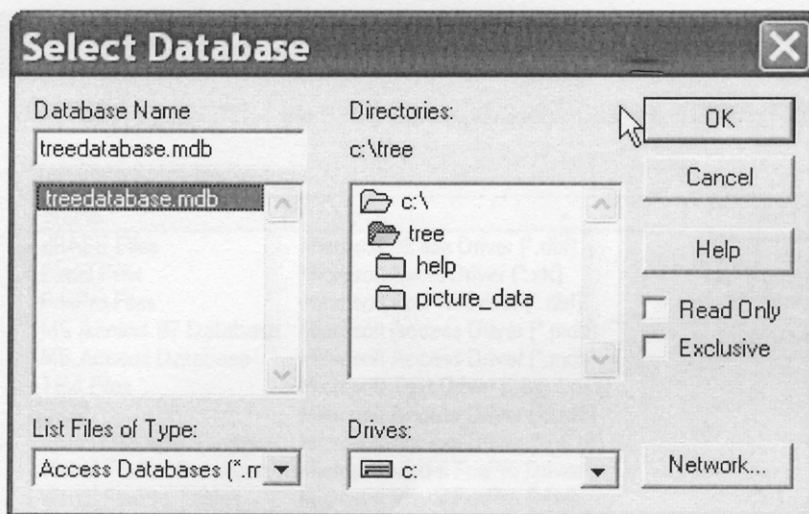 Select Database
Database Name
treedatabase.mdb
treedatabase.mdb
Directories:
c:\tree
c:\
tree
help
picture_data
OK
Cancel
Help
Read Only
Exclusive
List Files of Type:
Access Databases (*.m
Drives:
c:
Network...